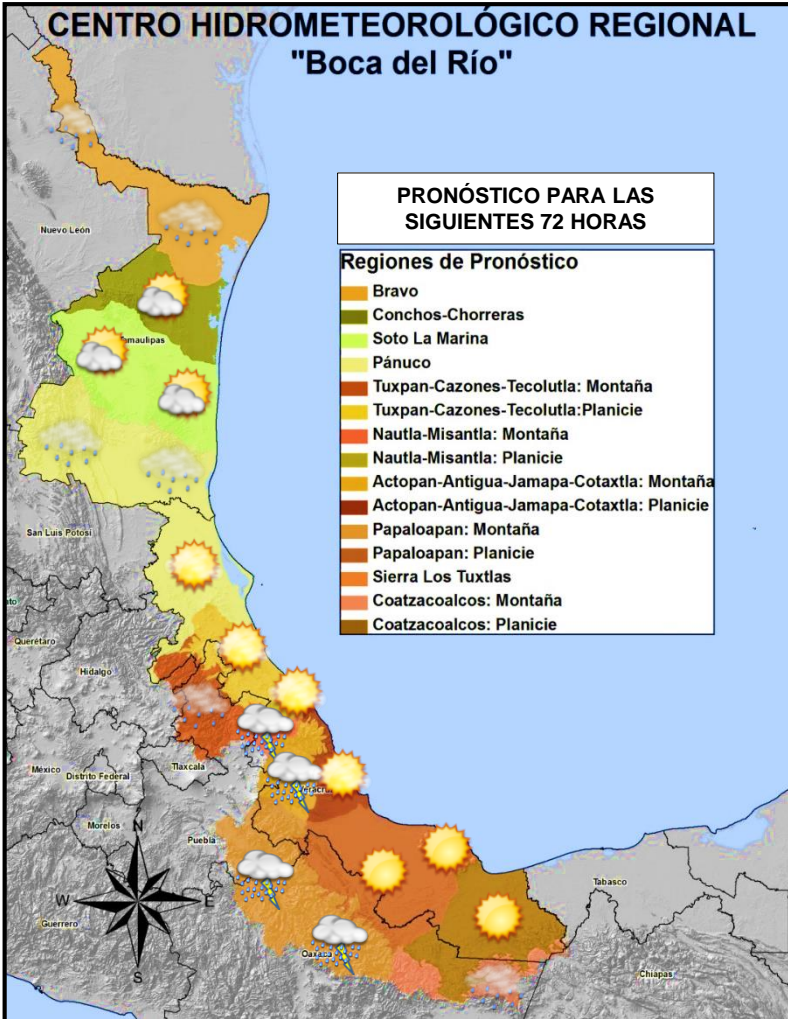 CENTRO HIDROMETEOROLÓGICO REGIONAL
"Boca del Río"
PRONÓSTICO PARA LAS
SIGUIENTES 72 HORAS
Regiones de Pronóstico
Bravo
Conchos-Chorreras
Soto La Marina
Pánuco
Tuxpan-Cazones-Tecolutla: Montaña
Tuxpan-Cazones-Tecolutla:Planicie
Nautla-Misantla: Montaña
Nautla-Misantla: Planicie
Actopan-Antigua-Jamapa-Cotaxtla: Montaña
Actopan-Antigua-Jamapa-Cotaxtla: Planicie
Papaloapan: Montaña
Papaloapan: Planicie
Sierra Los Tuxtlas
Coatzacoalcos: Montaña
Coatzacoalcos: Planicie
Nuevo León
San Luis Potosí
Querétaro
Hidalgo
México
Distrito Federal
Tlaxcala
Morelos
Puebla
N
W
E
S
Guerrero
Oaxaca
Tabasco
Chiapas